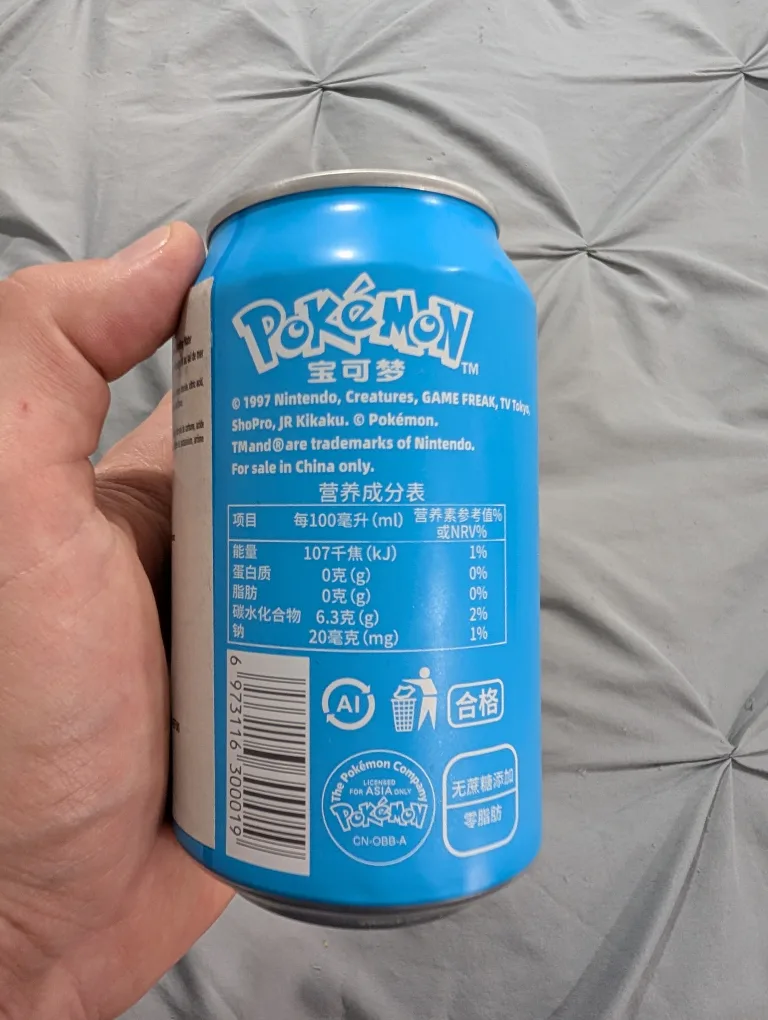 Pokémon TM
宝可梦
© 1997 Nintendo, Creatures, GAME FREAK, TV Tokyo,
ShoPro, JR Kikaku. © Pokémon.
TMand®are trademarks of Nintendo.
For sale in China only.
营养成分表
项目 每100毫升(ml) 营养素参考值%
或NRV%
能量 107千焦(kJ) 1%
蛋白质 0克(g) 0%
脂肪 0克(g) 0%
碳水化合物 6.3克(g) 2%
钠 20毫克(mg) 1%
6 973116 300019
Al
合格
The Pokémon Company
LICENSED
FOR ASIA ONLY
Pokémon
CN-OBB-A
无蔗糖添加
零脂肪